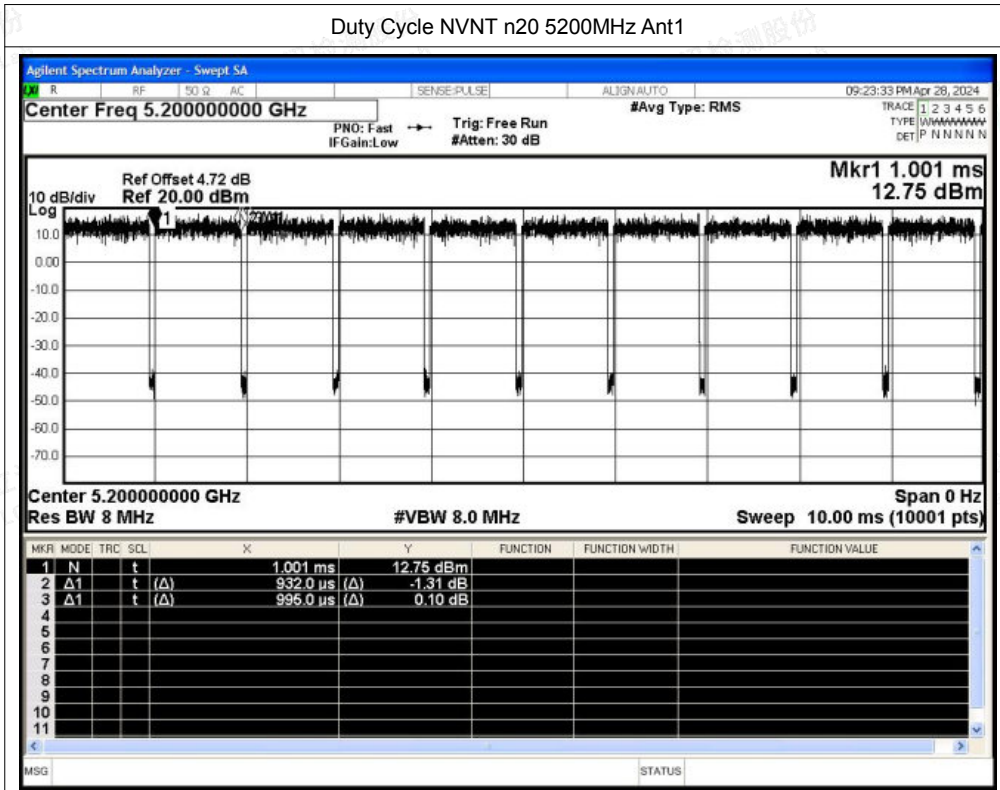 Duty Cycle NVNT n20 5200MHz Ant1
Agilent Spectrum Analyzer - Swept SA
R RF 50 Ω AC SENSE:PULSE ALIGN AUTO 09:23:33 PM Apr 28, 2024
Center Freq 5.200000000 GHz #Avg Type: RMS TRACE 1 2 3 4 5 6
PNO: Fast Trig: Free Run TYPE WWWWWW
IFGain:Low #Atten: 30 dB DET P N N N N N
Mkr1 1.001 ms
12.75 dBm
Ref Offset 4.72 dB
10 dB/div Ref 20.00 dBm
Log
1
10.0
0.00
-10.0
-20.0
-30.0
-40.0
-50.0
-60.0
-70.0
Center 5.200000000 GHz Span 0 Hz
Res BW 8 MHz #VBW 8.0 MHz Sweep 10.00 ms (10001 pts)
MKR MODE TRC SCL X Y FUNCTION FUNCTION WIDTH FUNCTION VALUE
1 N t 1.001 ms 12.75 dBm
2 Δ1 t (Δ) 932.0 µs (Δ) -1.31 dB
3 Δ1 t (Δ) 995.0 µs (Δ) 0.10 dB
4
5
6
7
8
9
10
11
MSG STATUS